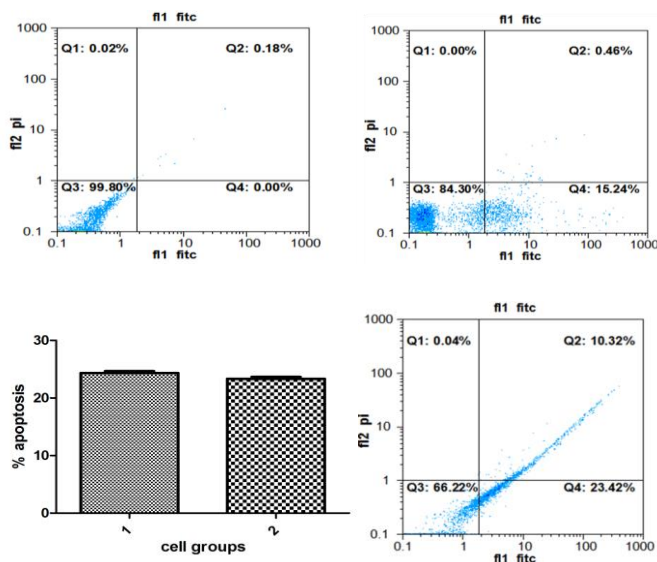 fl1 fitc
Q1: 0.02% Q2: 0.18%
Q3: 99.80% Q4: 0.00%
1000
100
10
1
0.1
fl2 pi
0.1 1 10 100 1000
fl1 fitc
fl1 fitc
Q1: 0.00% Q2: 0.46%
Q3: 84.30% Q4: 15.24%
1000
100
10
1
0.1
fl2 pi
0.1 1 10 100 1000
fl1 fitc
30
20
10
0
% apoptosis
1 2
cell groups
fl1 fitc
Q1: 0.04% Q2: 10.32%
Q3: 66.22% Q4: 23.42%
1000
100
10
1
0.1
fl2 pi
0.1 1 10 100 1000
fl1 fitc